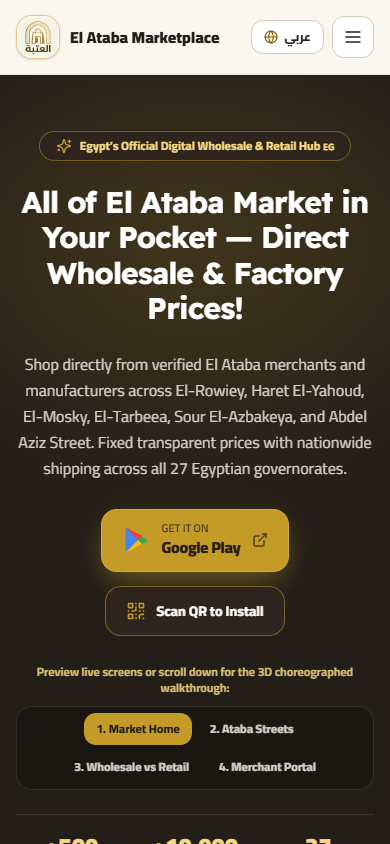 العتبة
El Ataba Marketplace
عربي
Egypt's Official Digital Wholesale & Retail Hub EG
All of El Ataba Market in
Your Pocket — Direct
Wholesale & Factory
Prices!
Shop directly from verified El Ataba merchants and
manufacturers across El-Rowiey, Haret El-Yahoud,
El-Mosky, El-Tarbeea, Sour El-Azbakeya, and Abdel
Aziz Street. Fixed transparent prices with nationwide
shipping across all 27 Egyptian governorates.
GET IT ON
Google Play
Scan QR to Install
Preview live screens or scroll down for the 3D choreographed
walkthrough:
1. Market Home
2. Ataba Streets
3. Wholesale vs Retail
4. Merchant Portal